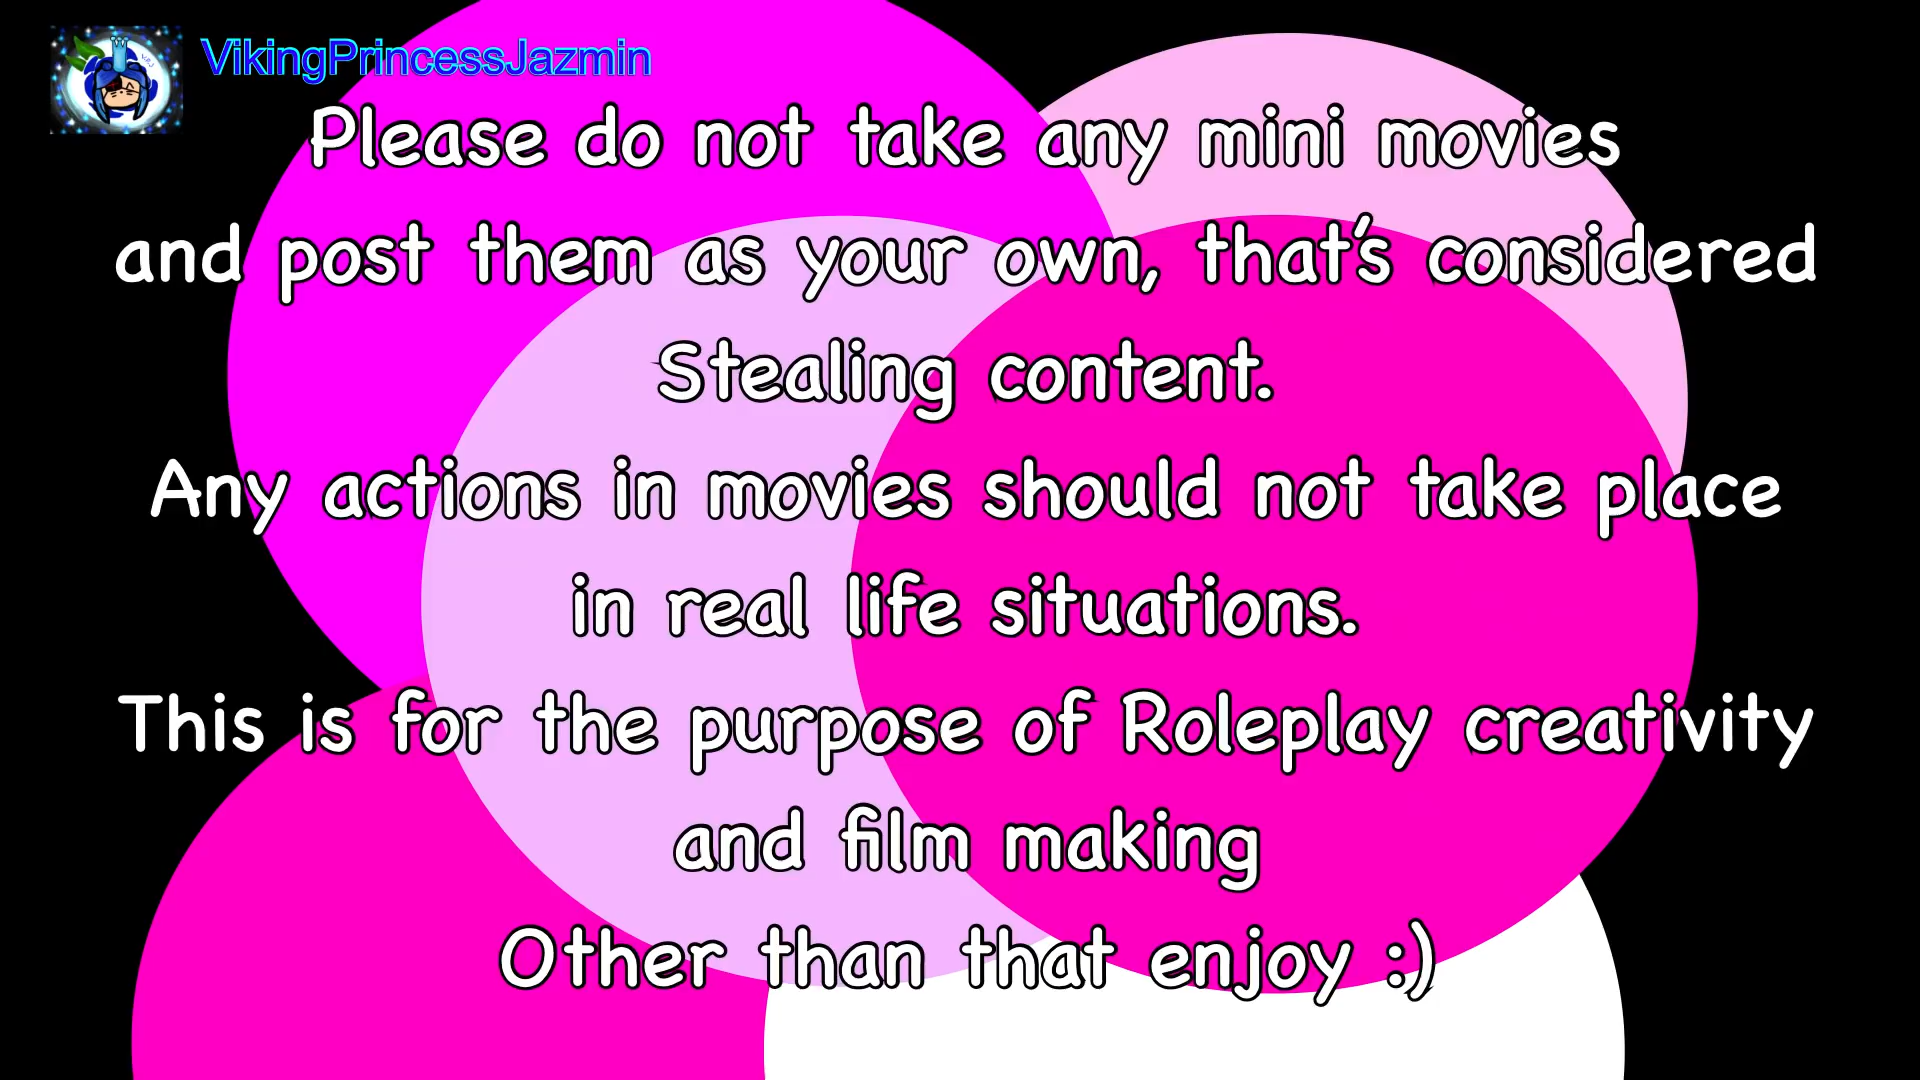 VikingPrincessJazmin
Please do not take any mini movies
and post them as your own, that's considered
Stealing content.
Any actions in movies should not take place
in real life situations.
This is for the purpose of Roleplay creativity
and film making
Other than that enjoy :)